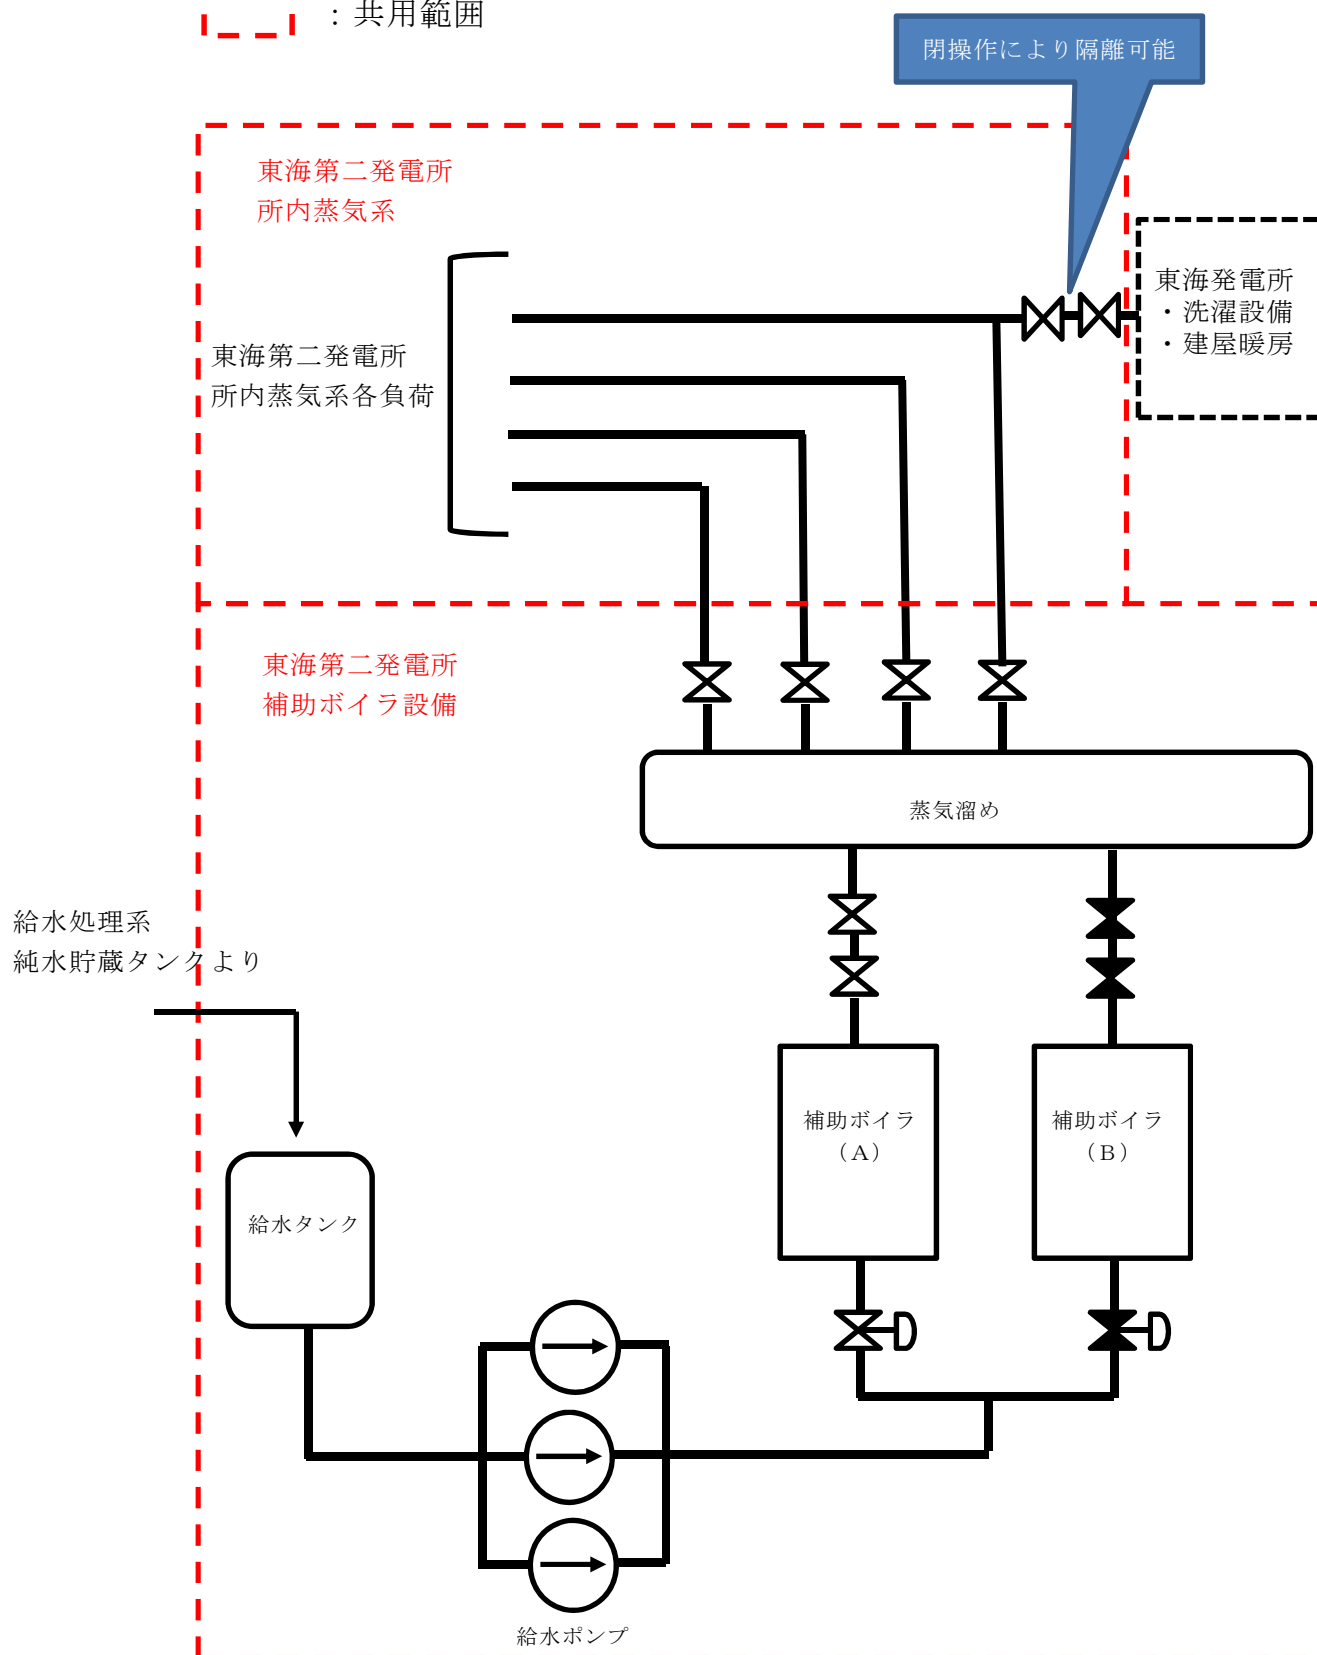 ：共用範囲
閉操作により隔離可能
東海第二発電所
所内蒸気系
東海発電所
・洗濯設備
・建屋暖房
東海第二発電所
所内蒸気系各負荷
東海第二発電所
補助ボイラ設備
蒸気溜め
給水処理系
純水貯蔵タンクより
補助ボイラ
（A）
補助ボイラ
（B）
給水タンク
給水ポンプ